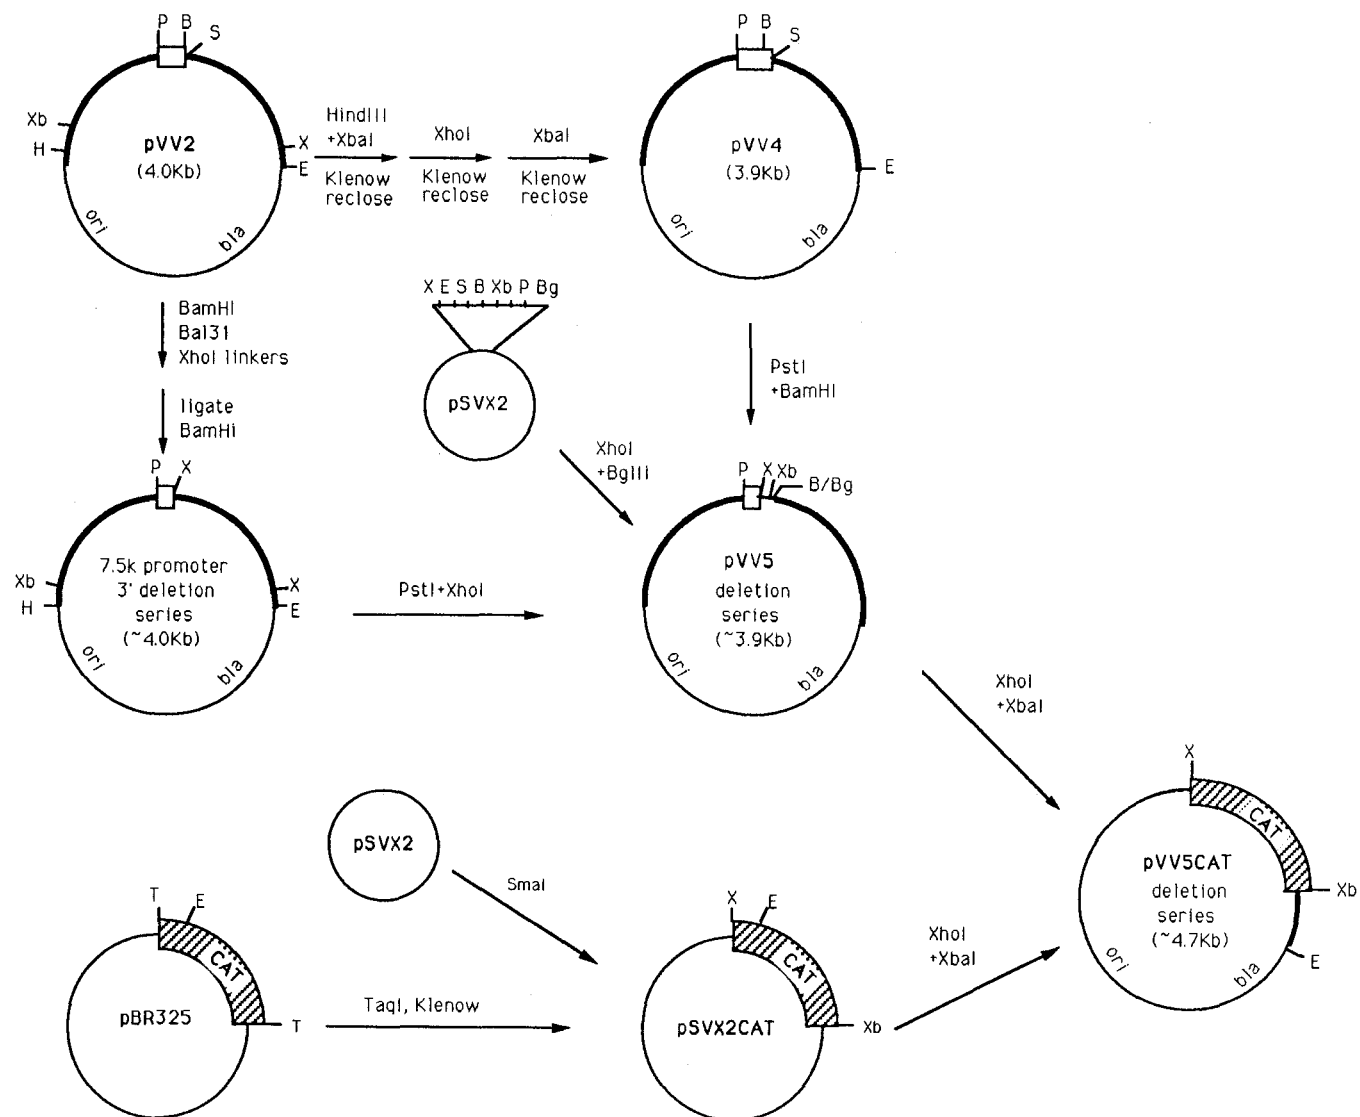 P B S
Xb
H
pVV2
(4.0Kb)
X
E
ori
bla
HindIII
+XbaI
Klenow
reclose
XhoI
Klenow
reclose
XbaI
Klenow
reclose
P B S
pVV4
(3.9Kb)
E
ori
bla
BamHI
Bal31
XhoI linkers
ligate
BamHI
X E S B Xb P Bg
pSVX2
PstI
+BamHI
XhoI
+BglII
P X
Xb
H
7.5k promoter
3' deletion
series
(~4.0Kb)
X
E
ori
bla
PstI+XhoI
P X Xb
B/Bg
pVV5
deletion
series
(~3.9Kb)
ori
bla
XhoI
+XbaI
pSVX2
SmaI
T
E
CAT
pBR325
T
TaqI, Klenow
X
E
CAT
pSVX2CAT
Xb
XhoI
+XbaI
X
CAT
pVV5CAT
deletion
series
(~4.7Kb)
Xb
E
ori
bla